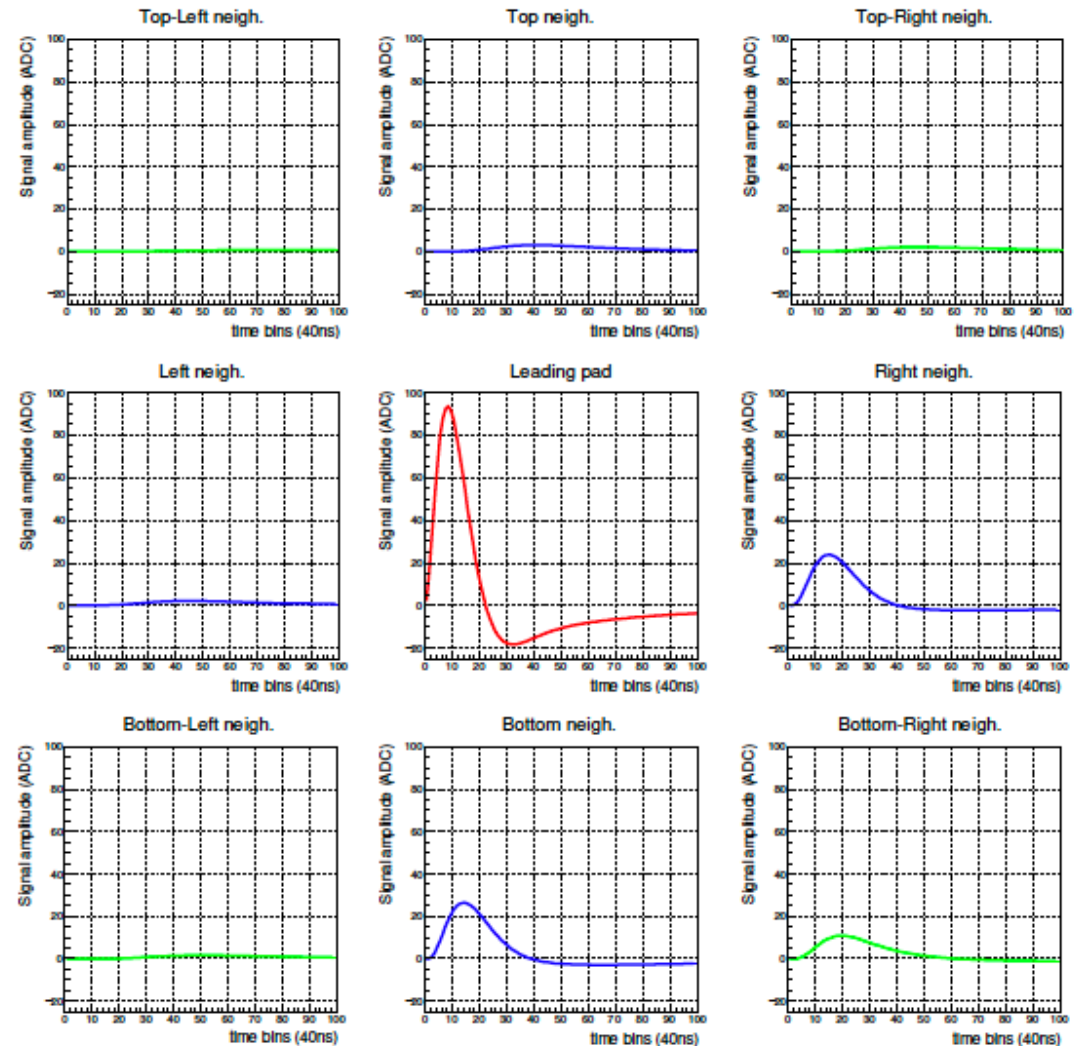 Top-Left neigh.
Top neigh.
Top-Right neigh.
Signal amplitude (ADC)
100
80
60
40
20
0
−20
0 10 20 30 40 50 60 70 80 90 100
time bins (40ns)
Signal amplitude (ADC)
100
80
60
40
20
0
−20
0 10 20 30 40 50 60 70 80 90 100
time bins (40ns)
Signal amplitude (ADC)
100
80
60
40
20
0
−20
0 10 20 30 40 50 60 70 80 90 100
time bins (40ns)
Left neigh.
Leading pad
Right neigh.
Signal amplitude (ADC)
100
80
60
40
20
0
−20
0 10 20 30 40 50 60 70 80 90 100
time bins (40ns)
Signal amplitude (ADC)
100
80
60
40
20
0
−20
0 10 20 30 40 50 60 70 80 90 100
time bins (40ns)
Signal amplitude (ADC)
100
80
60
40
20
0
−20
0 10 20 30 40 50 60 70 80 90 100
time bins (40ns)
Bottom-Left neigh.
Bottom neigh.
Bottom-Right neigh.
Signal amplitude (ADC)
100
80
60
40
20
0
−20
0 10 20 30 40 50 60 70 80 90 100
time bins (40ns)
Signal amplitude (ADC)
100
80
60
40
20
0
−20
0 10 20 30 40 50 60 70 80 90 100
time bins (40ns)
Signal amplitude (ADC)
100
80
60
40
20
0
−20
0 10 20 30 40 50 60 70 80 90 100
time bins (40ns)